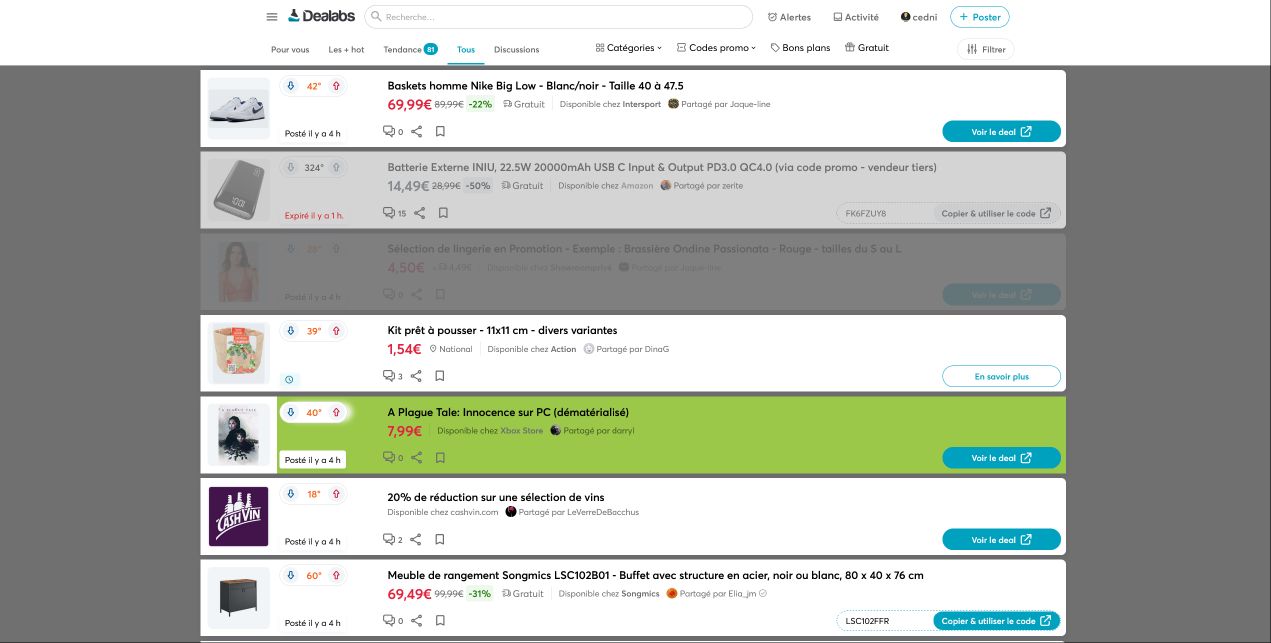 Dealabs
Recherche...
Alertes
Activité
cedni
+ Poster
Pour vous
Les + hot
Tendance 81
Tous
Discussions
Catégories
Codes promo
Bons plans
Gratuit
Filtrer
42°
Baskets homme Nike Big Low - Blanc/noir - Taille 40 à 47.5
69,99€ 89,99€ -22% Gratuit Disponible chez Intersport Partagé par Jaque-line
Posté il y a 4 h
0
Voir le deal
324°
Batterie Externe INIU, 22.5W 20000mAh USB C Input & Output PD3.0 QC4.0 (via code promo - vendeur tiers)
14,49€ 28,99€ -50% Gratuit Disponible chez Amazon Partagé par zerite
Expiré il y a 1 h.
15
FK6FZUY8
Copier & utiliser le code
28°
Sélection de lingerie en Promotion - Exemple : Brassière Ondine Passionata - Rouge - tailles du S au L
4,50€ 4,49€ Disponible chez Showroomprivé Partagé par Jaque-line
Posté il y a 4 h
0
Voir le deal
39°
Kit prêt à pousser - 11x11 cm - divers variantes
1,54€ National Disponible chez Action Partagé par DinaG
3
En savoir plus
A PLAGUE TALE
40°
A Plague Tale: Innocence sur PC (dématérialisé)
7,99€ Disponible chez Xbox Store Partagé par darryl
Posté il y a 4 h
0
Voir le deal
CASHVIN
18°
20% de réduction sur une sélection de vins
Disponible chez cashvin.com Partagé par LeVerreDeBacchus
Posté il y a 4 h
2
Voir le deal
60°
Meuble de rangement Songmics LSC102B01 - Buffet avec structure en acier, noir ou blanc, 80 x 40 x 76 cm
69,49€ 99,99€ -31% Gratuit Disponible chez Songmics Partagé par Elia_jm
Posté il y a 4 h
0
LSC102FFR
Copier & utiliser le code